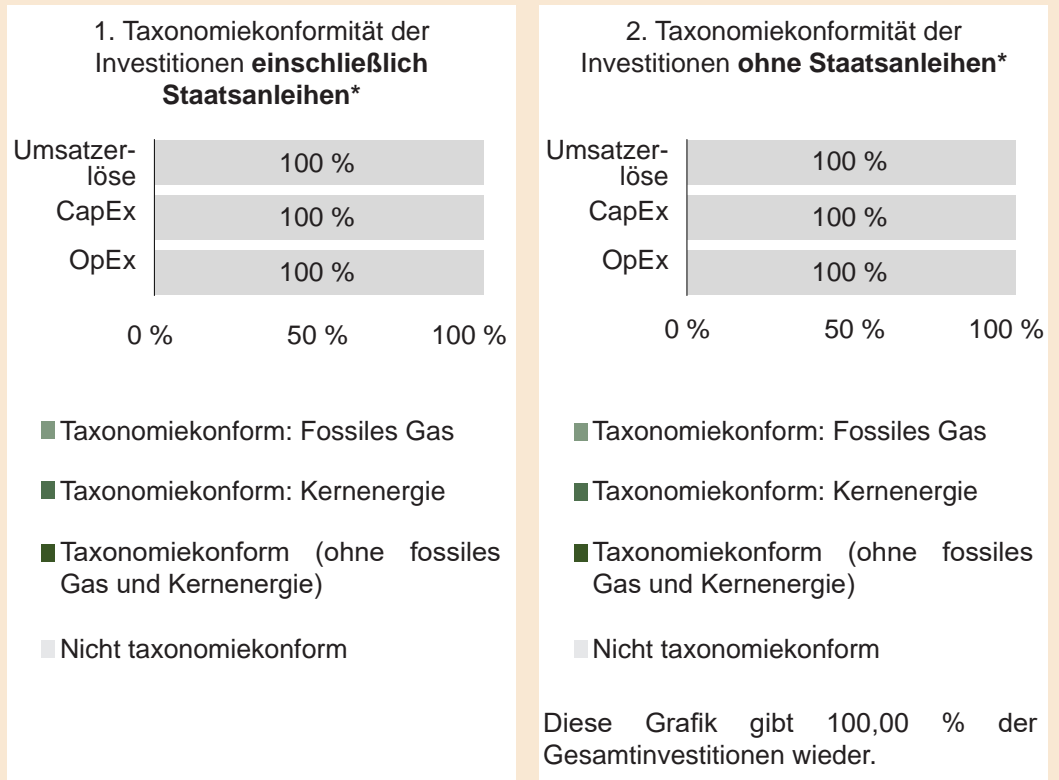 1. Taxonomiekonformität der
Investitionen einschließlich
Staatsanleihen*
Umsatzer-
löse
100 %
CapEx
100 %
OpEx
100 %
0 % 50 % 100 %
Taxonomiekonform: Fossiles Gas
Taxonomiekonform: Kernenergie
Taxonomiekonform (ohne fossiles
Gas und Kernenergie)
Nicht taxonomiekonform
2. Taxonomiekonformität der
Investitionen ohne Staatsanleihen*
Umsatzer-
löse
100 %
CapEx
100 %
OpEx
100 %
0 % 50 % 100 %
Taxonomiekonform: Fossiles Gas
Taxonomiekonform: Kernenergie
Taxonomiekonform (ohne fossiles
Gas und Kernenergie)
Nicht taxonomiekonform
Diese Grafik gibt 100,00 % der
Gesamtinvestitionen wieder.